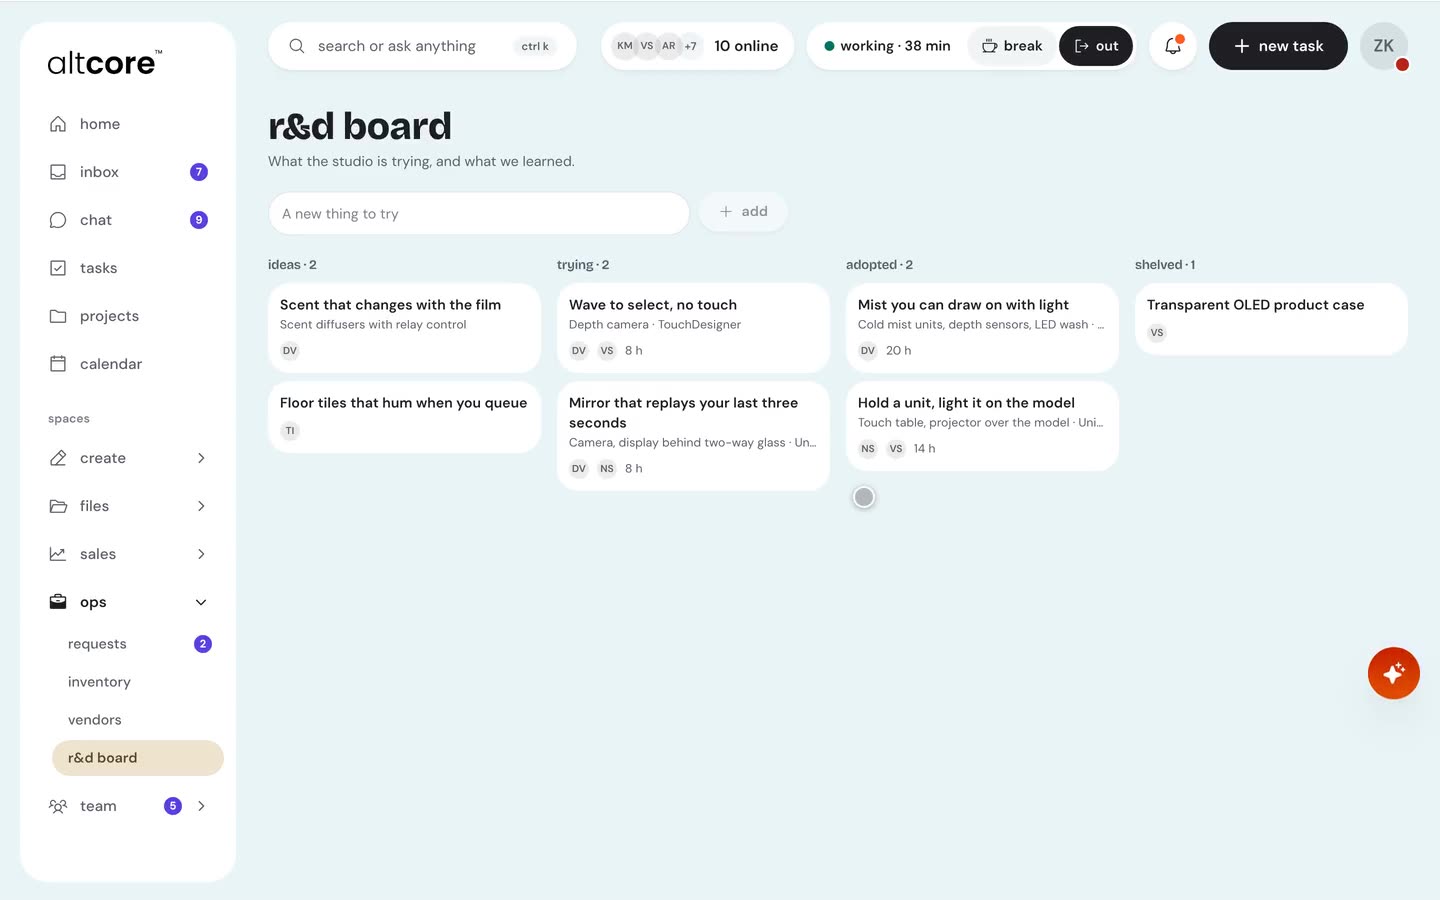 altcore™
home
inbox 7
chat 9
tasks
projects
calendar
spaces
create
files
sales
ops
requests 2
inventory
vendors
r&d board
team 5
search or ask anything ctrl k
KM VS AR +7 10 online
working · 38 min break out
new task
ZK
r&d board
What the studio is trying, and what we learned.
A new thing to try
add
ideas · 2
Scent that changes with the film
Scent diffusers with relay control
DV
Floor tiles that hum when you queue
TI
trying · 2
Wave to select, no touch
Depth camera · TouchDesigner
DV VS 8 h
Mirror that replays your last three
seconds
Camera, display behind two-way glass · Un...
DV NS 8 h
adopted · 2
Mist you can draw on with light
Cold mist units, depth sensors, LED wash · ...
DV 20 h
Hold a unit, light it on the model
Touch table, projector over the model · Uni...
NS VS 14 h
shelved · 1
Transparent OLED product case
VS